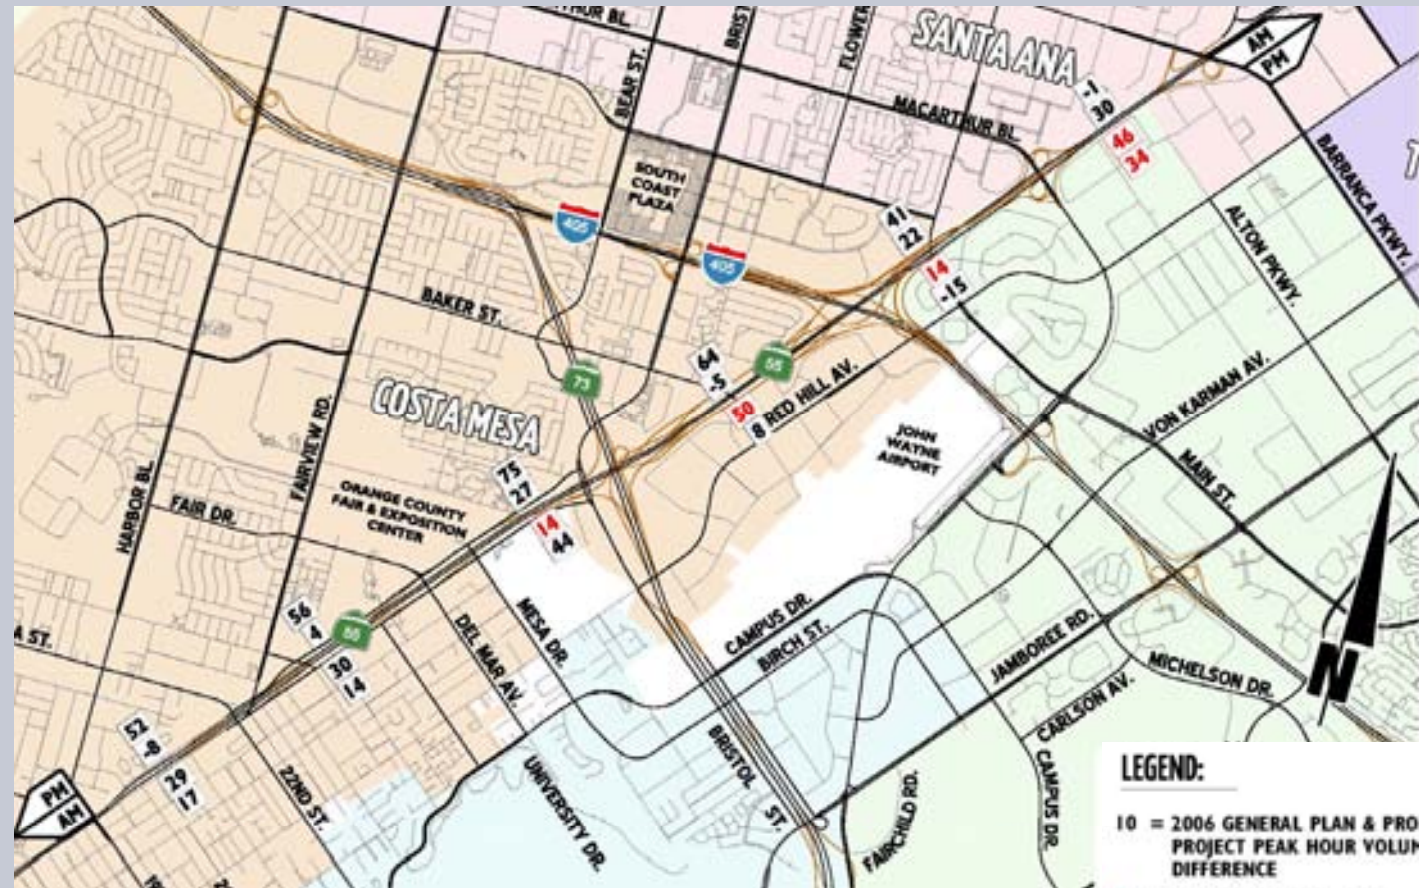 BEAR ST.
SANTA ANA
AM
PM
MACARTHUR BL.
-1
30
46
34
BARRANCA PKWY.
SOUTH
COAST
PLAZA
405
405
41
22
14
-15
ALTON PKWY.
BAKER ST.
64
-5
50
8
55
RED HILL AV.
73
COSTA MESA
JOHN
WAYNE
AIRPORT
VON KARMAN AV.
MAIN ST.
HARBOR BL.
FAIRVIEW RD.
FAIR DR.
ORANGE COUNTY
FAIR & EXPOSITION
CENTER
75
27
14
44
56
4
55
30
14
DEL MAR AV.
MESA DR.
CAMPUS DR.
BIRCH ST.
JAMBOREE RD.
MICHELSON DR.
CARLSON AV.
N
A ST.
52
-8
29
17
PM
AM
22ND ST.
UNIVERSITY DR.
BRISTOL ST.
FAIRCHILD RD.
CAMPUS DR.
LEGEND:
10 = 2006 GENERAL PLAN & PRO
PROJECT PEAK HOUR VOLUM
DIFFERENCE